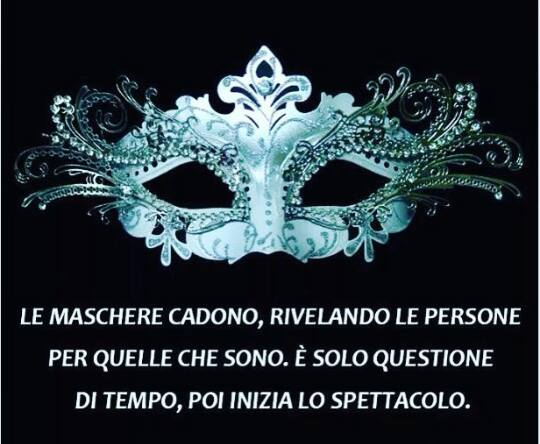 LE MASCHERE CADONO, RIVELANDO LE PERSONE
PER QUELLE CHE SONO. È SOLO QUESTIONE
DI TEMPO, POI INIZIA LO SPETTACOLO.